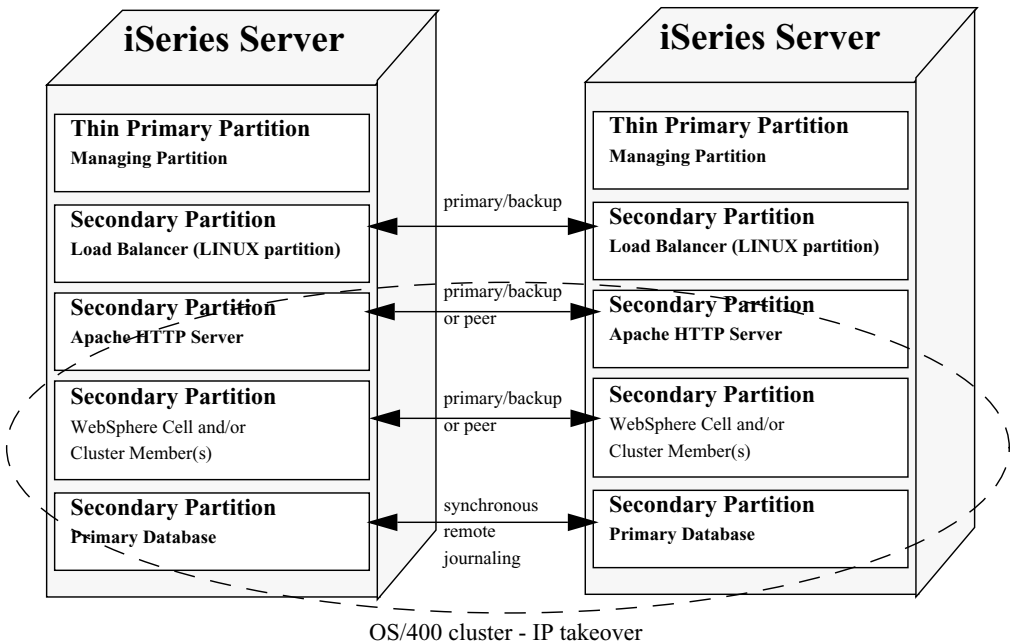 iSeries Server
Thin Primary Partition
Managing Partition
Secondary Partition
Load Balancer (LINUX partition)
Secondary Partition
Apache HTTP Server
Secondary Partition
WebSphere Cell and/or
Cluster Member(s)
Secondary Partition
Primary Database
primary/backup
primary/backup
or peer
primary/backup
or peer
synchronous
remote
journaling
iSeries Server
Thin Primary Partition
Managing Partition
Secondary Partition
Load Balancer (LINUX partition)
Secondary Partition
Apache HTTP Server
Secondary Partition
WebSphere Cell and/or
Cluster Member(s)
Secondary Partition
Primary Database
OS/400 cluster - IP takeover